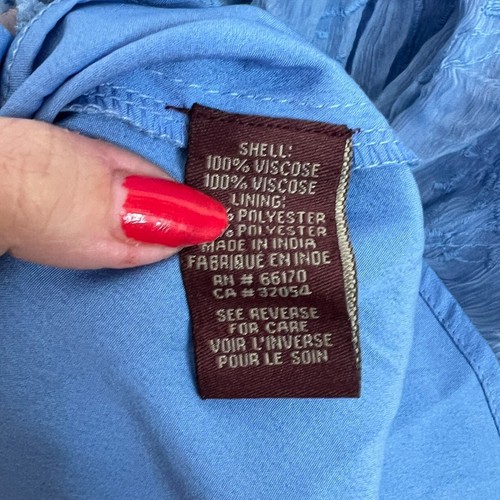 SHELL:
100% VISCOSE
100% VISCOSE
LINING:
% POLYESTER
% POLYESTER
MADE IN INDIA
FABRIQUÉ EN INDE
RN # 66170
CA # 32054
SEE REVERSE
FOR CARE
VOIR L'INVERSE
POUR LE SOIN